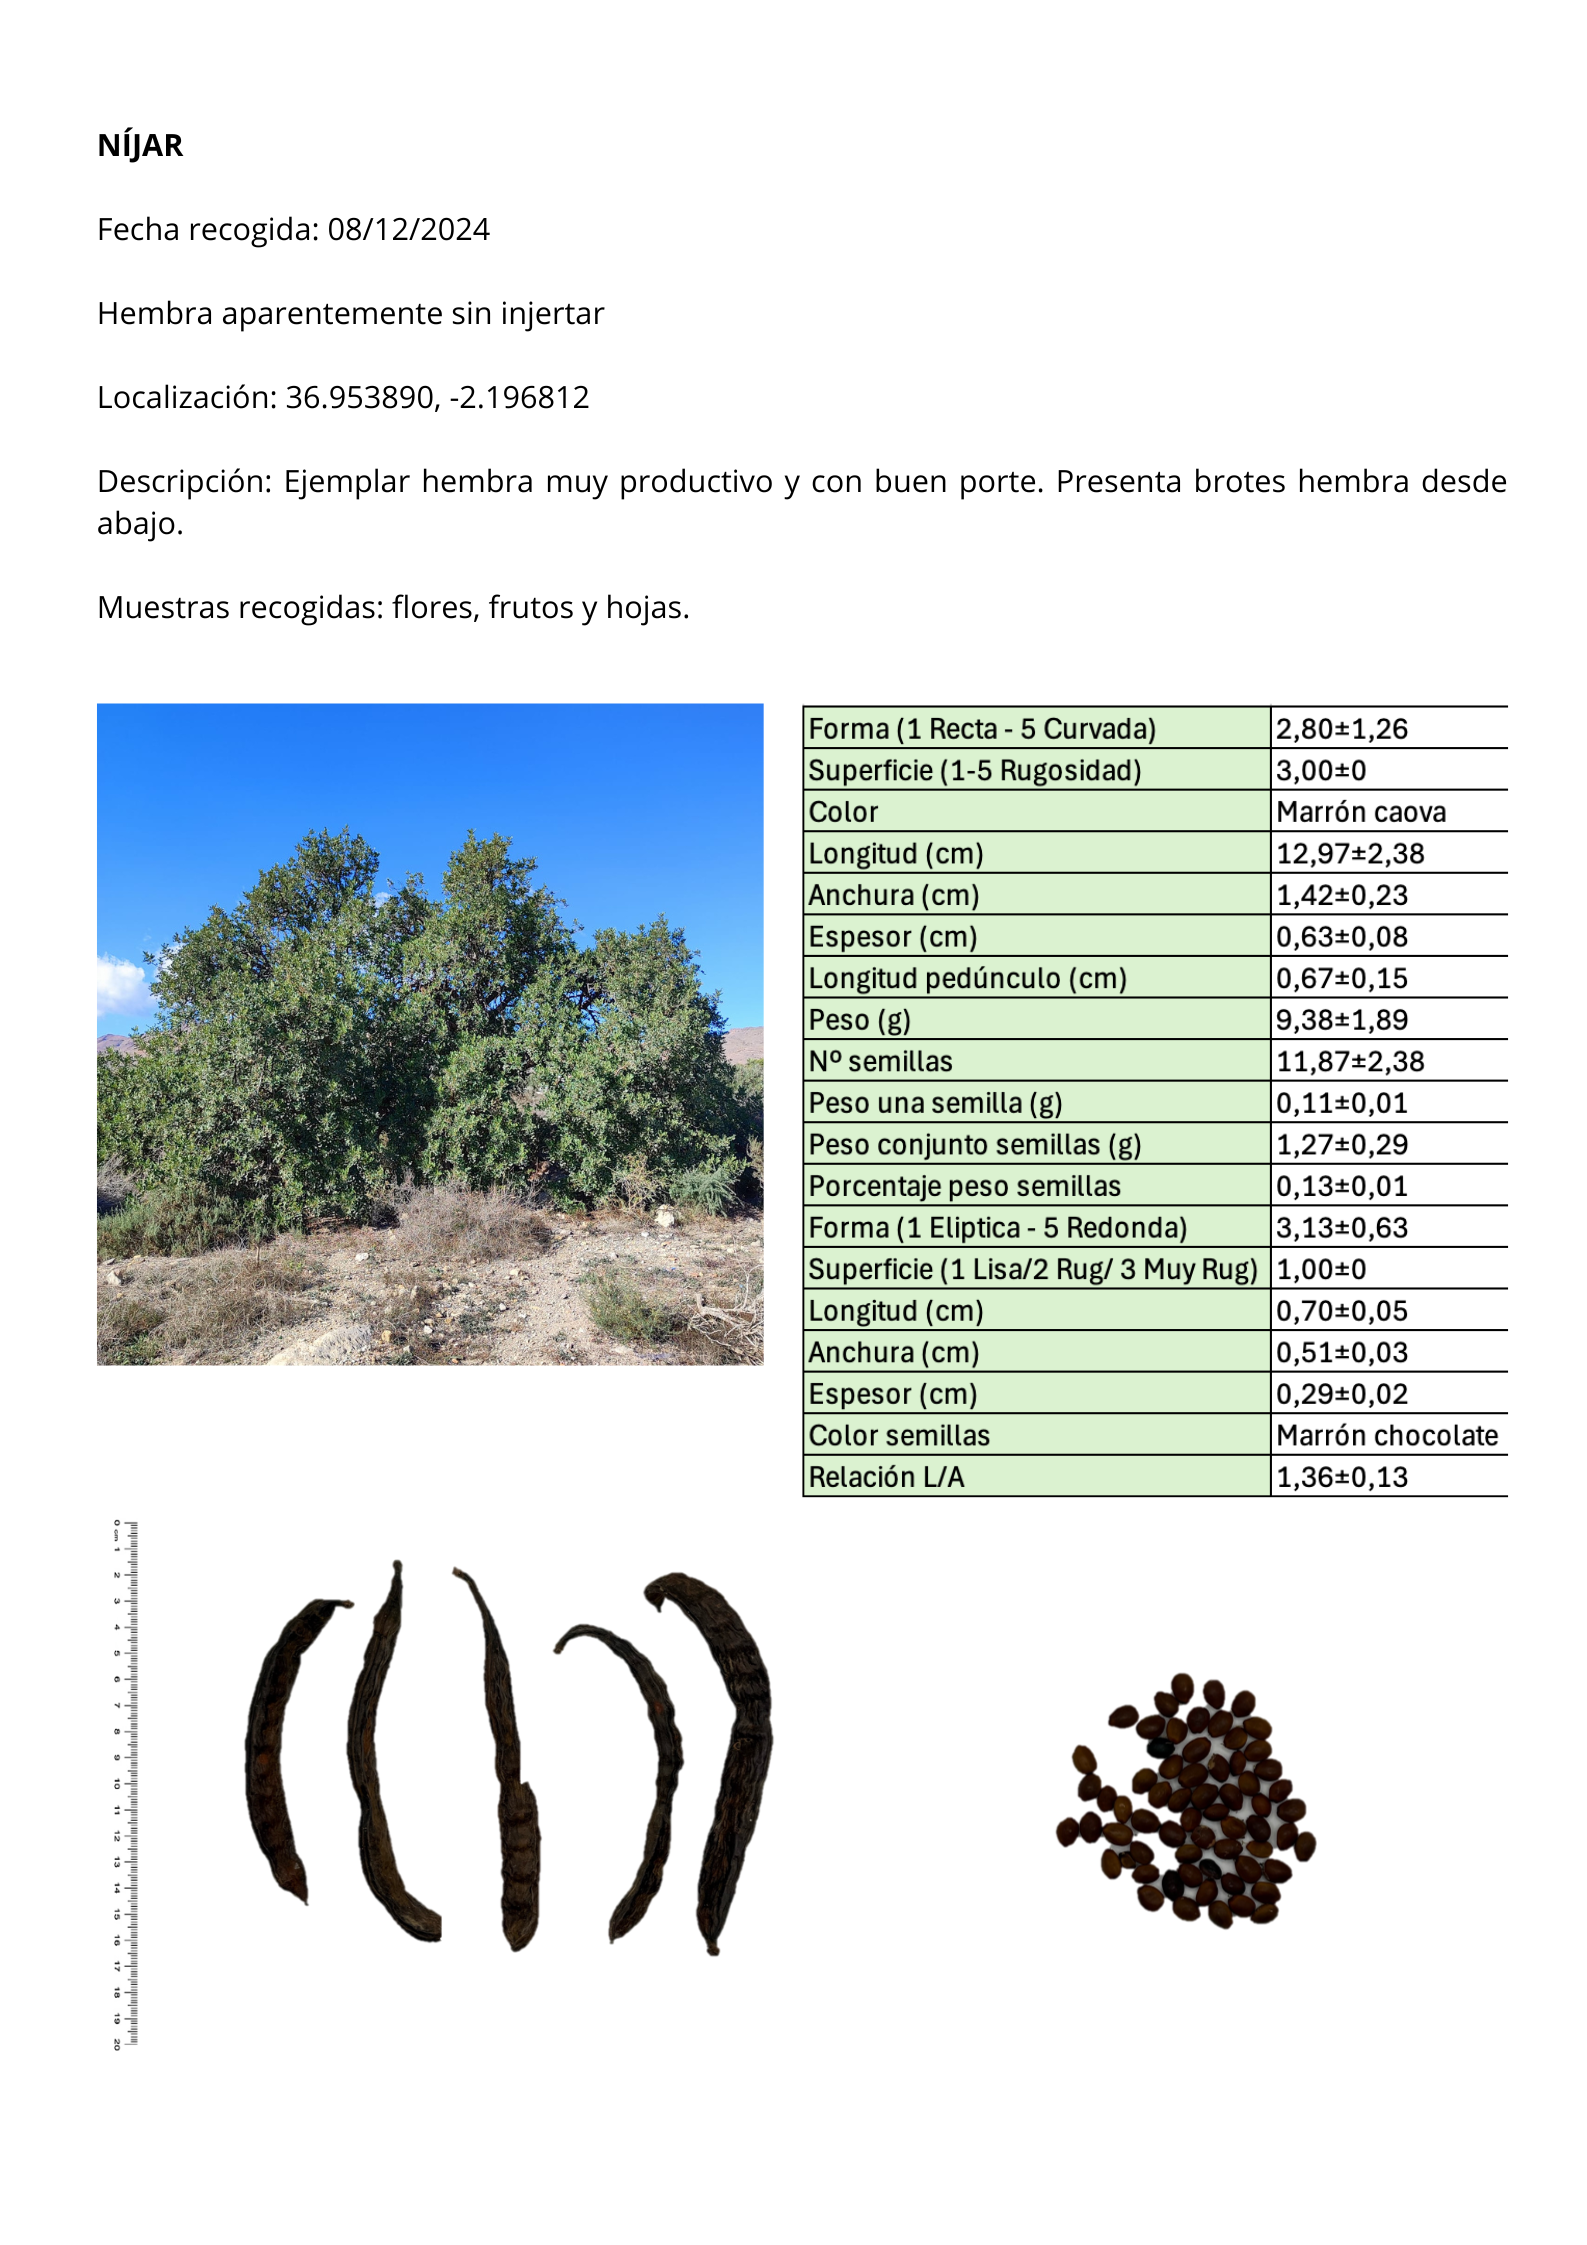 NÍJAR
Fecha recogida: 08/12/2024
Hembra aparentemente sin injertar
Localización: 36.953890, -2.196812
Descripción: Ejemplar hembra muy productivo y con buen porte. Presenta brotes hembra desde
abajo.
Muestras recogidas: flores, frutos y hojas.
Forma (1 Recta - 5 Curvada) 2,80±1,26
Superficie (1-5 Rugosidad) 3,00±0
Color Marrón caova
Longitud (cm) 12,97±2,38
Anchura (cm) 1,42±0,23
Espesor (cm) 0,63±0,08
Longitud pedúnculo (cm) 0,67±0,15
Peso (g) 9,38±1,89
Nº semillas 11,87±2,38
Peso una semilla (g) 0,11±0,01
Peso conjunto semillas (g) 1,27±0,29
Porcentaje peso semillas 0,13±0,01
Forma (1 Eliptica - 5 Redonda) 3,13±0,63
Superficie (1 Lisa/2 Rug/ 3 Muy Rug) 1,00±0
Longitud (cm) 0,70±0,05
Anchura (cm) 0,51±0,03
Espesor (cm) 0,29±0,02
Color semillas Marrón chocolate
Relación L/A 1,36±0,13
0 cm 1 2 3 4 5 6 7 8 9 10 11 12 13 14 15 16 17 18 19 20